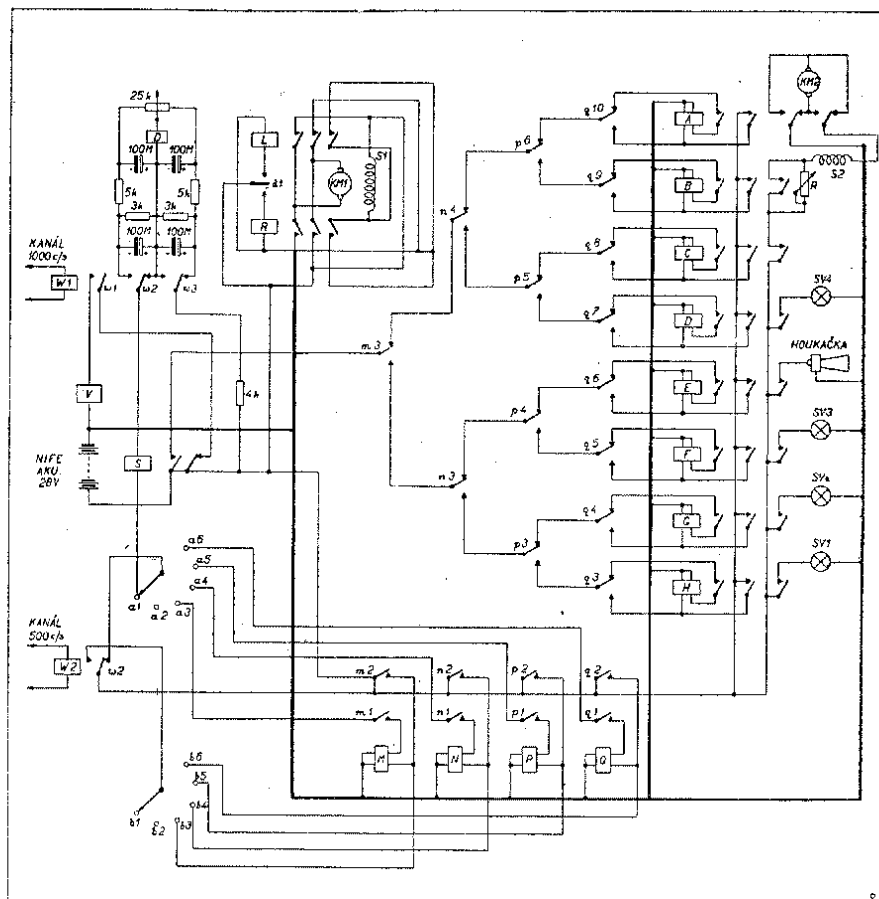 25k
D
100M
100M
5k
5k
3k
3k
100M
100M
KANÁL
1000 c/s
W1
w1
w2
w3
V
4k
NIFE
AKU.
28V
S
L
R
KM1
S1
m3
n4
n3
p6
p5
p4
p3
q10
q9
q8
q7
q6
q5
q4
q3
A
B
C
D
E
F
G
H
KM2
S2
R
SV4
HOUKAČKA
SV3
SV1
a6
a5
a4
a3
a2
a1
KANÁL
500 c/s
W2
w2
m2
n2
p2
q2
m1
n1
p1
q1
M
N
P
Q
b6
b5
b4
b3
b1